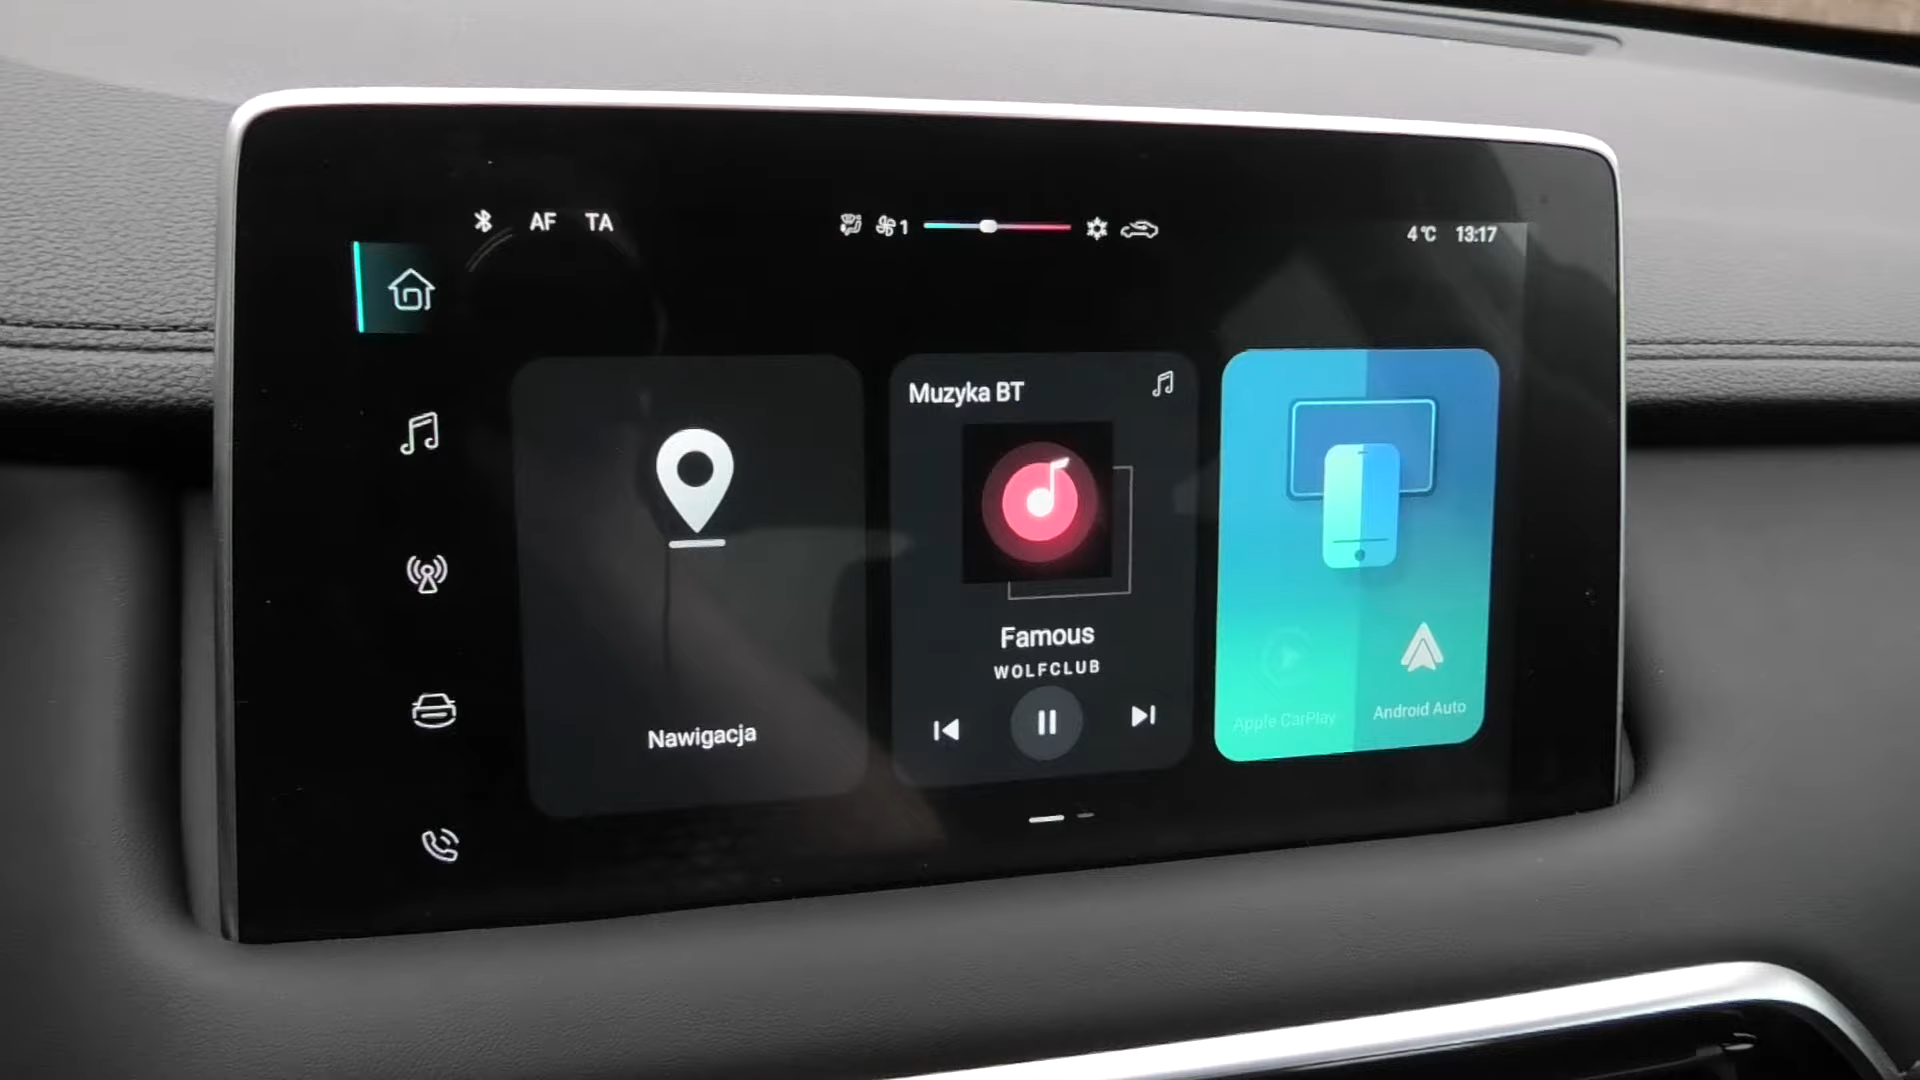 AF TA
1
4°C 13:17
Muzyka BT
Famous
WOLFCLUB
Nawigacja
Apple CarPlay
Android Auto